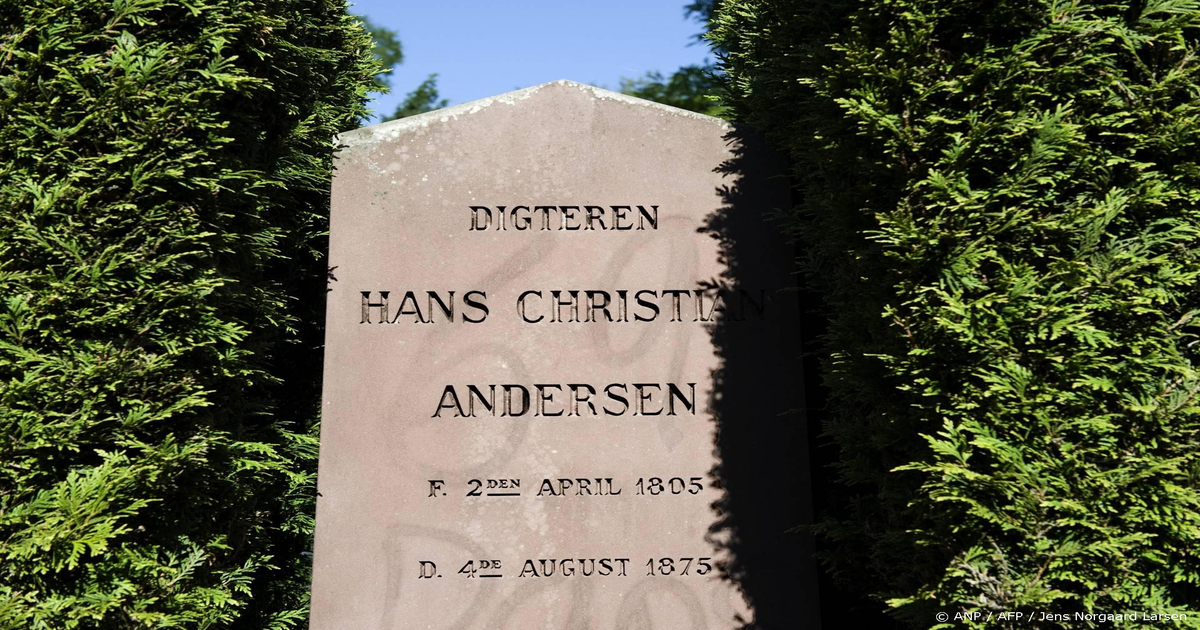 DIGTEREN
HANS CHRISTIAN
ANDERSEN
F. 2DEN APRIL 1805
D. 4DE AUGUST 1875
© ANP / AFP / Jens Norgaard Larsen